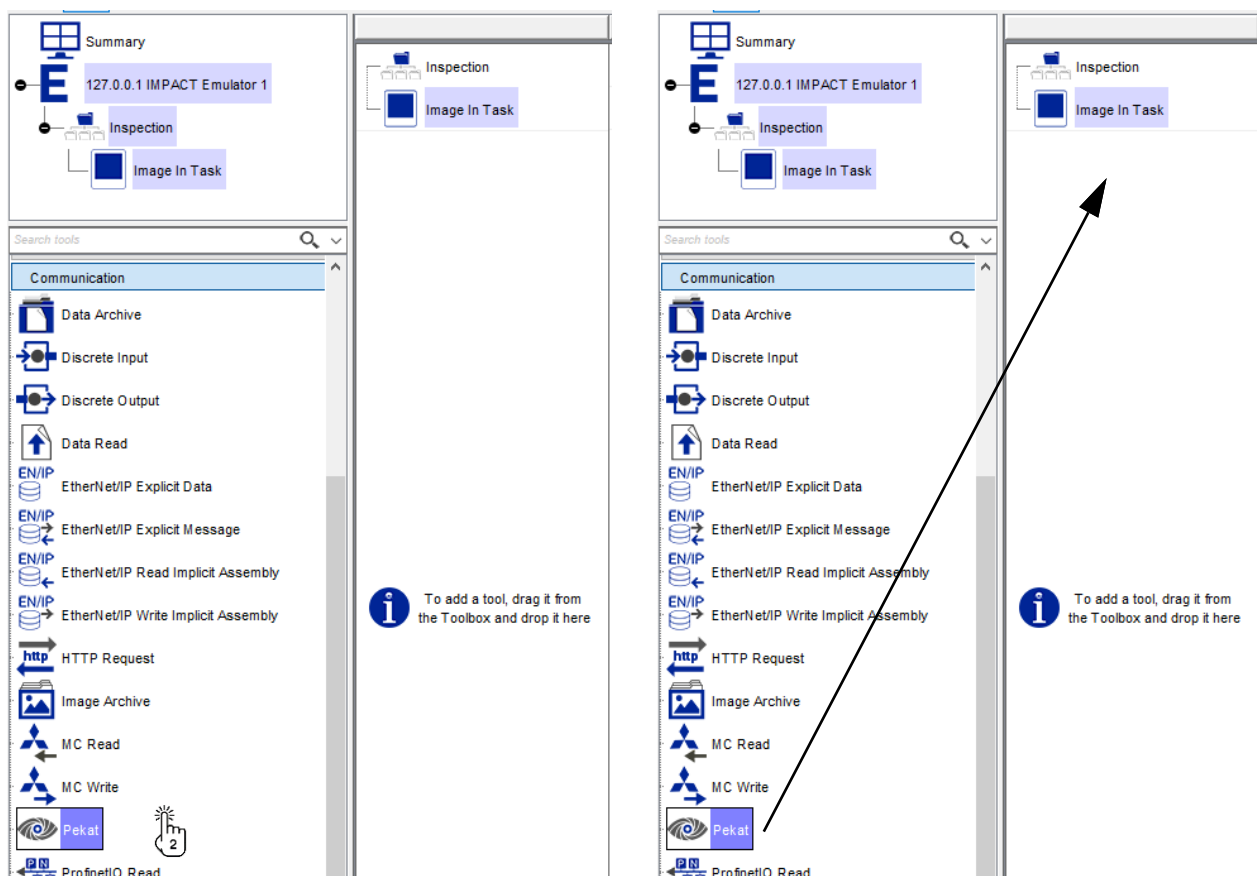 Summary
E
127.0.0.1 IMPACT Emulator 1
Inspection
Image In Task
Search tools
Communication
Data Archive
Discrete Input
Discrete Output
Data Read
EN/IP
EtherNet/IP Explicit Data
EN/IP
EtherNet/IP Explicit Message
EN/IP
EtherNet/IP Read Implicit Assembly
EN/IP
EtherNet/IP Write Implicit Assembly
http
HTTP Request
Image Archive
MC Read
MC Write
Pekat
2
P N
ProfinetIO Read
Inspection
Image In Task
To add a tool, drag it from
the Toolbox and drop it here
Summary
E
127.0.0.1 IMPACT Emulator 1
Inspection
Image In Task
Search tools
Communication
Data Archive
Discrete Input
Discrete Output
Data Read
EN/IP
EtherNet/IP Explicit Data
EN/IP
EtherNet/IP Explicit Message
EN/IP
EtherNet/IP Read Implicit Assembly
EN/IP
EtherNet/IP Write Implicit Assembly
http
HTTP Request
Image Archive
MC Read
MC Write
Pekat
P N
ProfinetIO Read
Inspection
Image In Task
To add a tool, drag it from
the Toolbox and drop it here